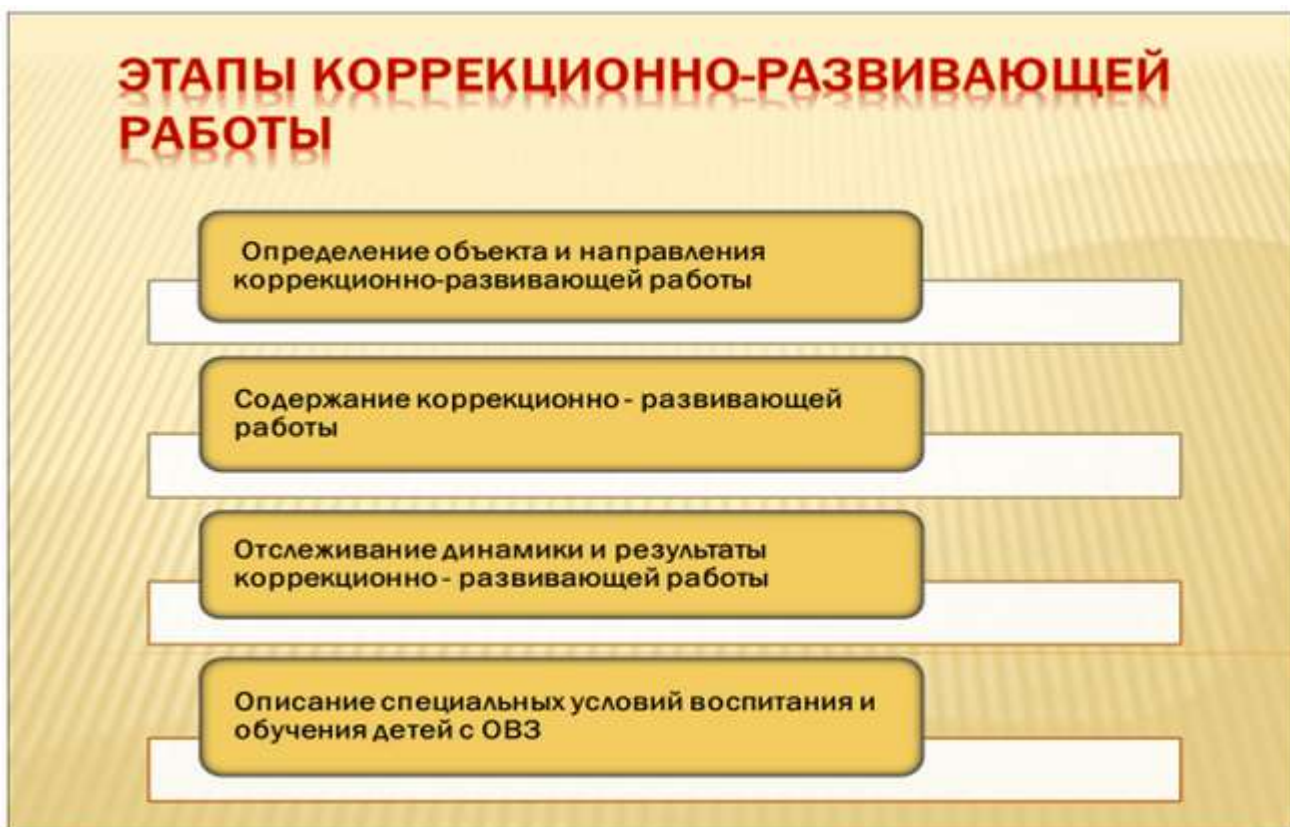 ЭТАПЫ КОРРЕКЦИОННО-РАЗВИВАЮЩЕЙ
РАБОТЫ
Определение объекта и направления
коррекционно-развивающей работы
Содержание коррекционно - развивающей
работы
Отслеживание динамики и результаты
коррекционно - развивающей работы
Описание специальных условий воспитания и
обучения детей с ОВЗ